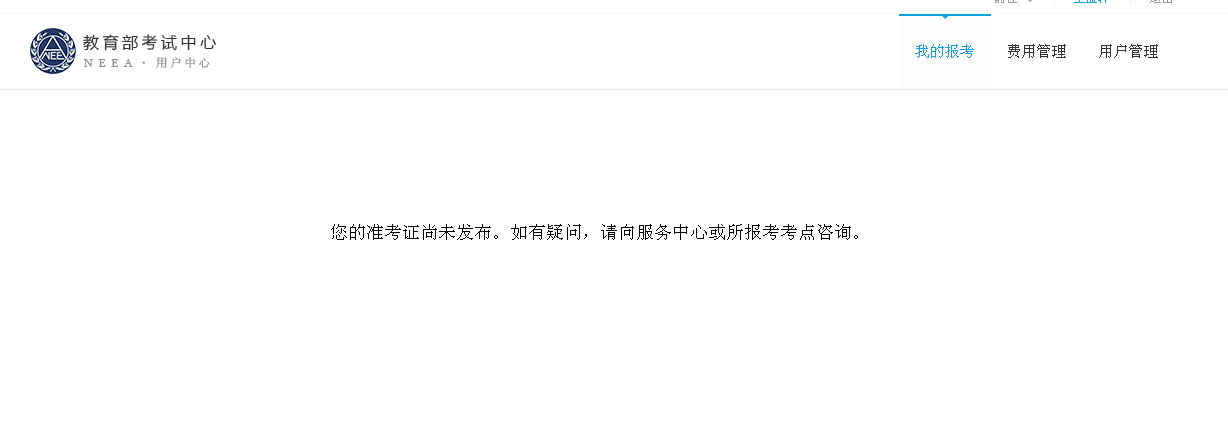 教育部考试中心
NEEA · 用户中心
我的报考 费用管理 用户管理
您的准考证尚未发布。如有疑问，请向服务中心或所报考考点咨询。